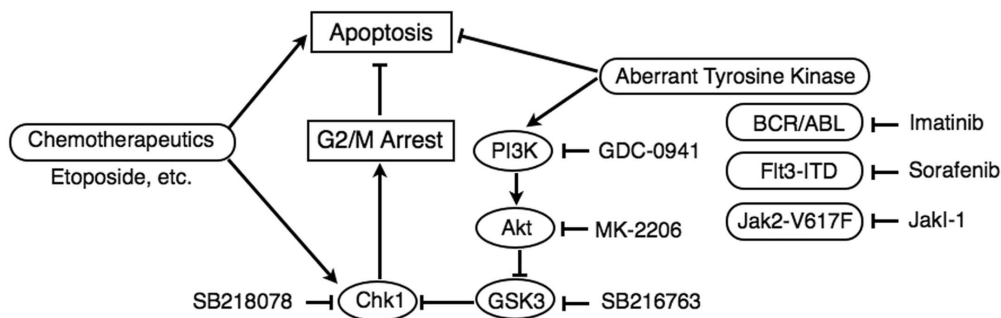 Apoptosis
Aberrant Tyrosine Kinase
Chemotherapeutics
Etoposide, etc.
G2/M Arrest
PI3K
GDC-0941
BCR/ABL
Imatinib
Flt3-ITD
Sorafenib
Akt
MK-2206
Jak2-V617F
JakI-1
SB218078
Chk1
GSK3
SB216763